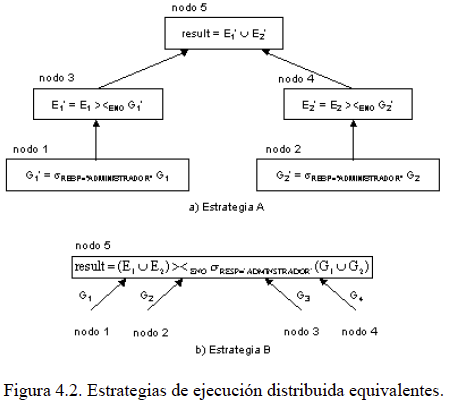 nodo 5
result = E₁' ∪ E₂'
nodo 3
nodo 4
E₁' = E₁ ><ENO G₁'
E₂' = E₂ ><ENO G₂'
nodo 1
nodo 2
G₁' = σRESP="ADMINISTRADOR" G₁
G₂' = σRESP="ADMINISTRADOR" G₂
a) Estrategia A
nodo 5
result = (E₁ ∪ E₂) ><ENO σRESP="ADMINSTRADOR" (G₁ ∪ G₂)
G₁ G₂ G₃ G₄
nodo 1 nodo 2 nodo 3 nodo 4
b) Estrategia B
Figura 4.2. Estrategias de ejecución distribuida equivalentes.